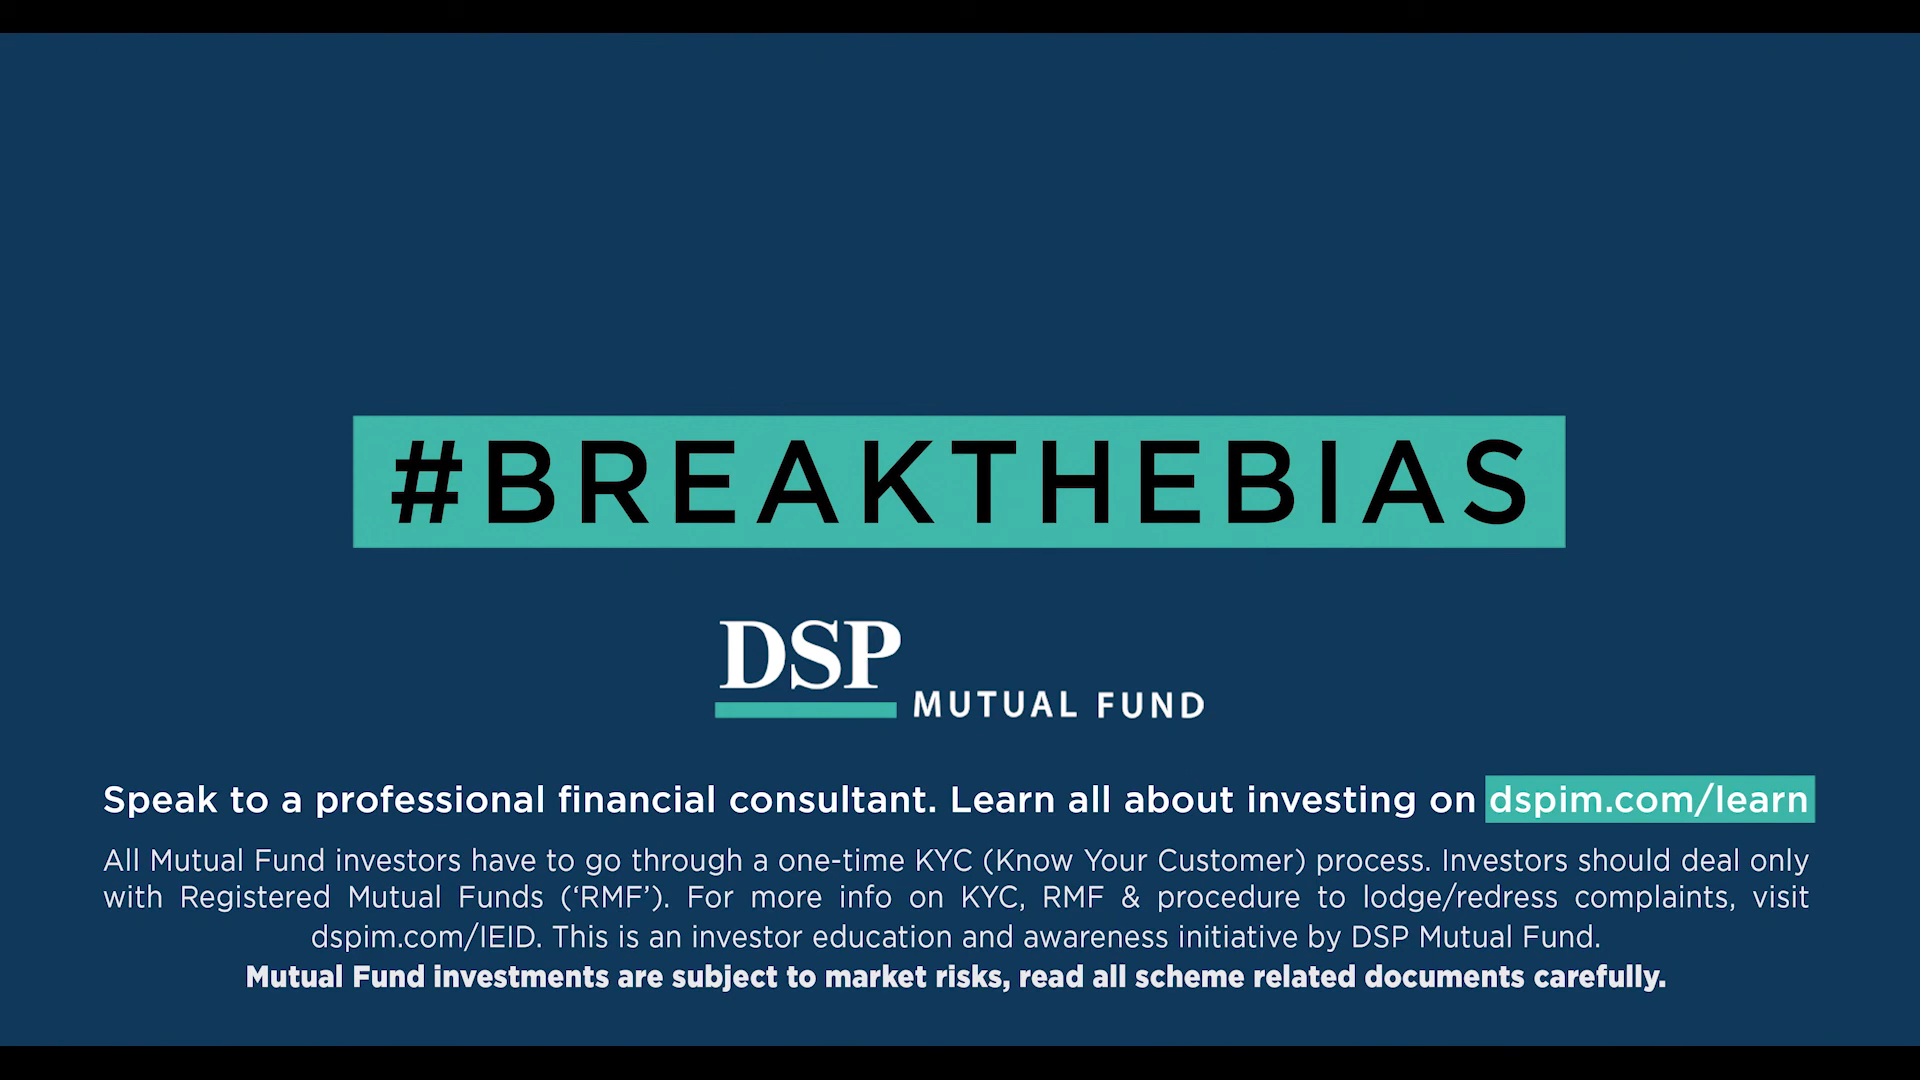 #BREAKTHEBIAS
DSP MUTUAL FUND
Speak to a professional financial consultant. Learn all about investing on dspim.com/learn
All Mutual Fund investors have to go through a one-time KYC (Know Your Customer) process. Investors should deal only
with Registered Mutual Funds (‘RMF’). For more info on KYC, RMF & procedure to lodge/redress complaints, visit
dspim.com/IEID. This is an investor education and awareness initiative by DSP Mutual Fund.
Mutual Fund investments are subject to market risks, read all scheme related documents carefully.